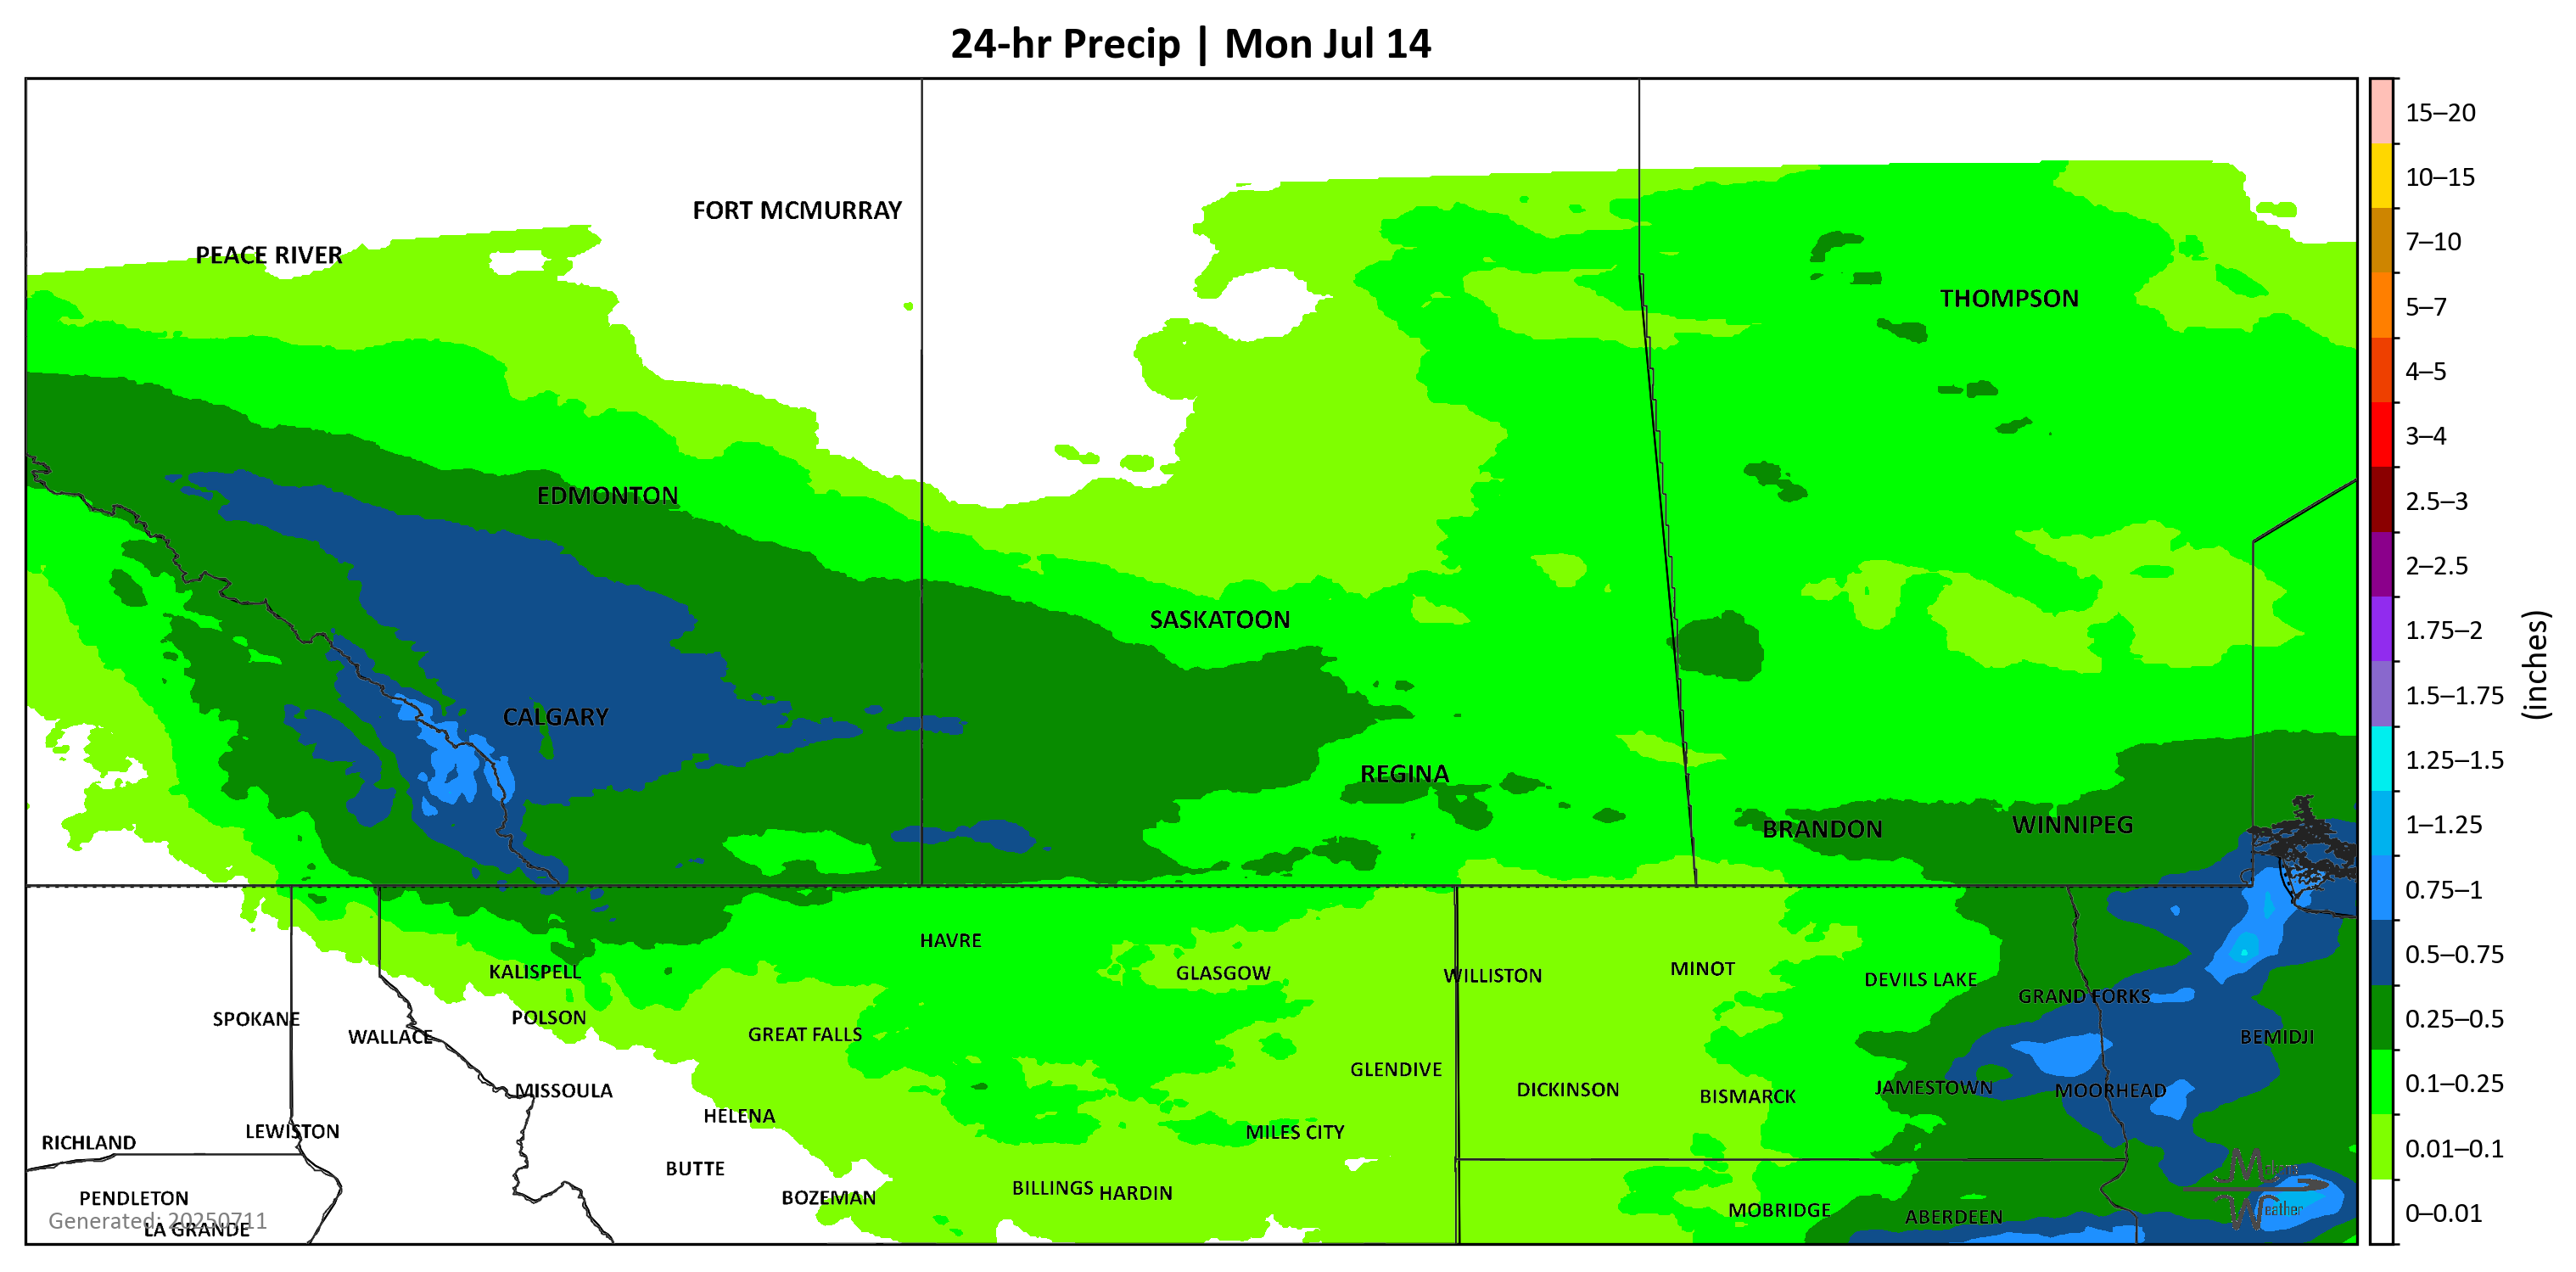 24-hr Precip | Mon Jul 14
15–20
10–15
7–10
5–7
4–5
3–4
2.5–3
2–2.5
1.75–2
1.5–1.75
1.25–1.5
1–1.25
0.75–1
0.5–0.75
0.25–0.5
0.1–0.25
0.01–0.1
0–0.01
(inches)
FORT MCMURRAY
PEACE RIVER
THOMPSON
EDMONTON
SASKATOON
CALGARY
REGINA
BRANDON
WINNIPEG
HAVRE
KALISPELL
GLASGOW
WILLISTON
MINOT
DEVILS LAKE
GRAND FORKS
SPOKANE
WALLACE
POLSON
GREAT FALLS
BEMIDJI
GLENDIVE
MISSOULA
DICKINSON
BISMARCK
JAMESTOWN
MOORHEAD
HELENA
RICHLAND
LEWISTON
MILES CITY
BUTTE
PENDLETON
BOZEMAN
BILLINGS
HARDIN
MOBRIDGE
ABERDEEN
Generated: 20250711
LA GRANDE
Weather